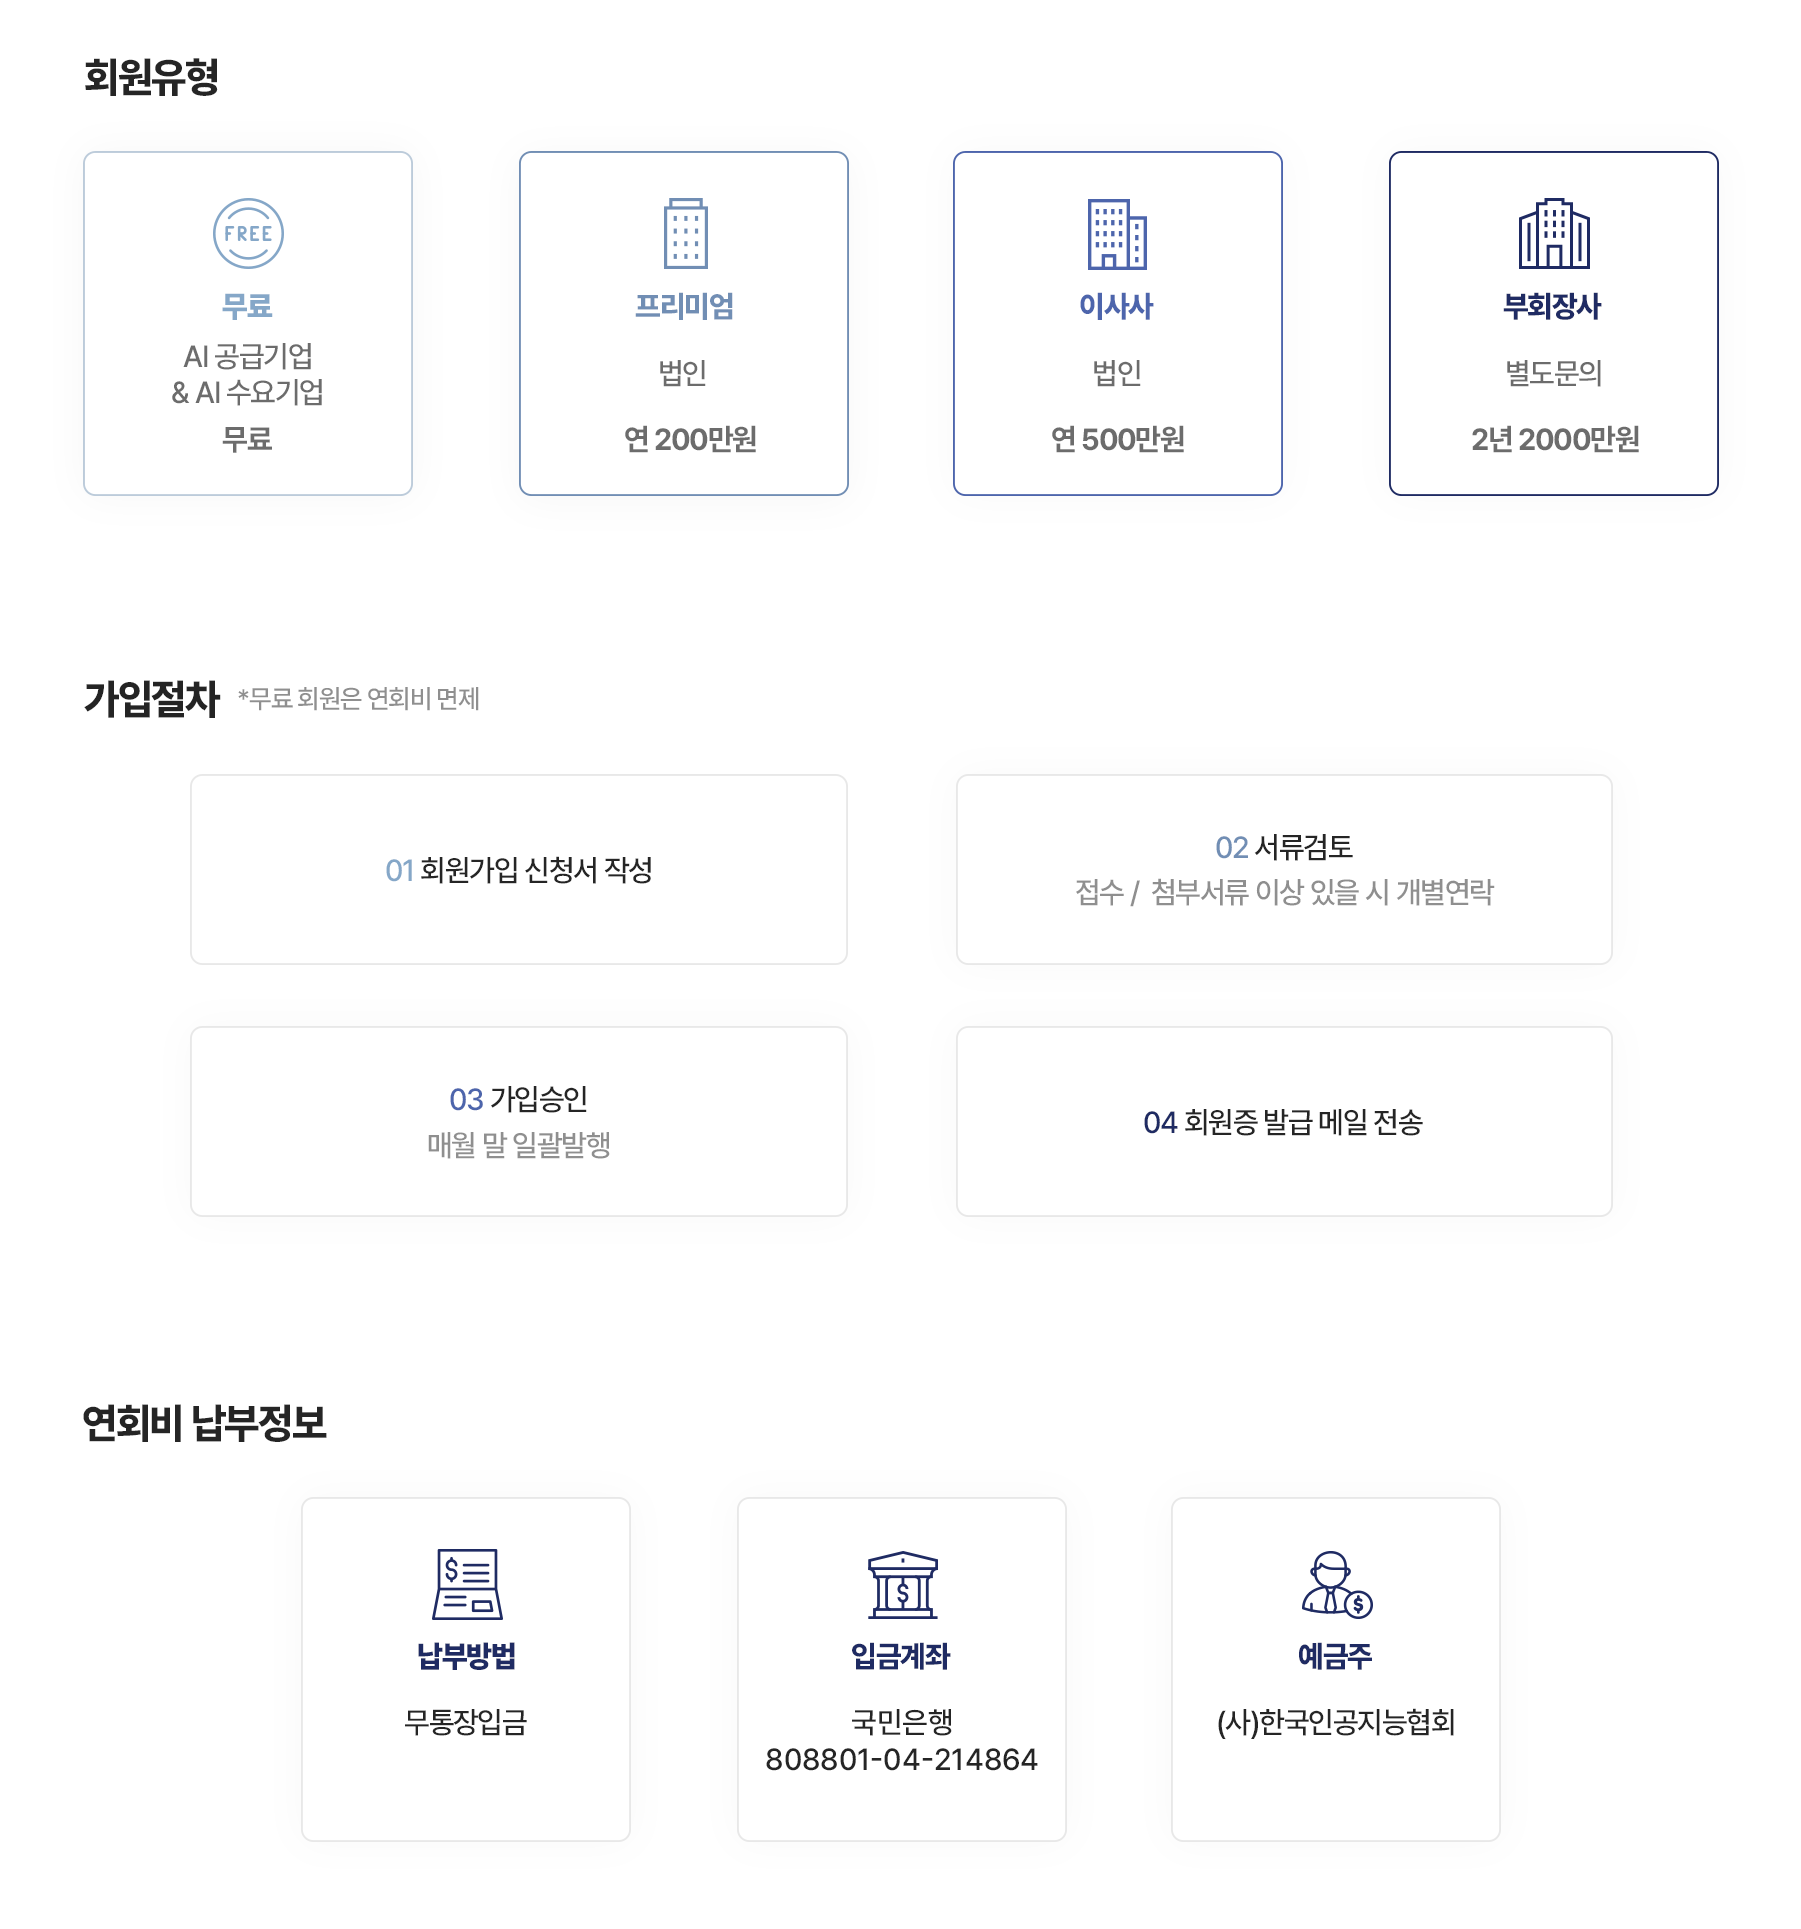 회원유형
FREE
무료
AI 공급기업
& AI 수요기업
무료
프리미엄
법인
연 200만원
이사사
법인
연 500만원
부회장사
별도문의
2년 2000만원
가입절차 *무료 회원은 연회비 면제
01 회원가입 신청서 작성
02 서류검토
접수 / 첨부서류 이상 있을 시 개별연락
03 가입승인
매월 말 일괄발행
04 회원증 발급 메일 전송
연회비 납부정보
$
납부방법
무통장입금
$
입금계좌
국민은행
808801-04-214864
$
예금주
(사)한국인공지능협회